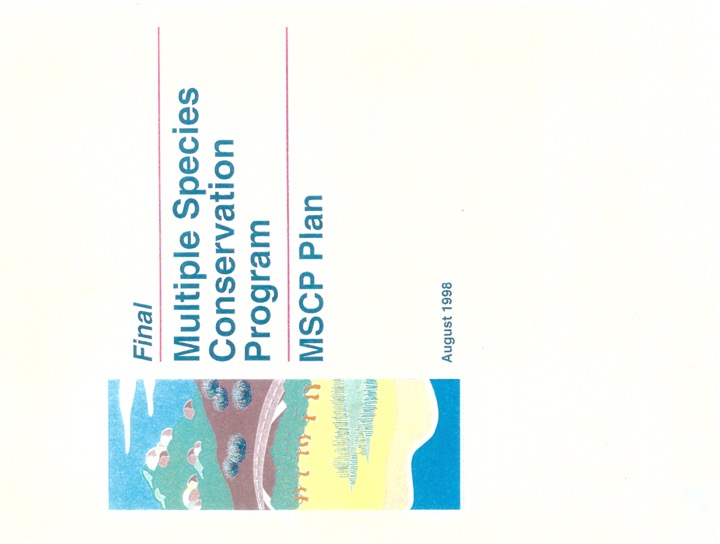 Final
Multiple Species
Conservation
Program
MSCP Plan
August 1998